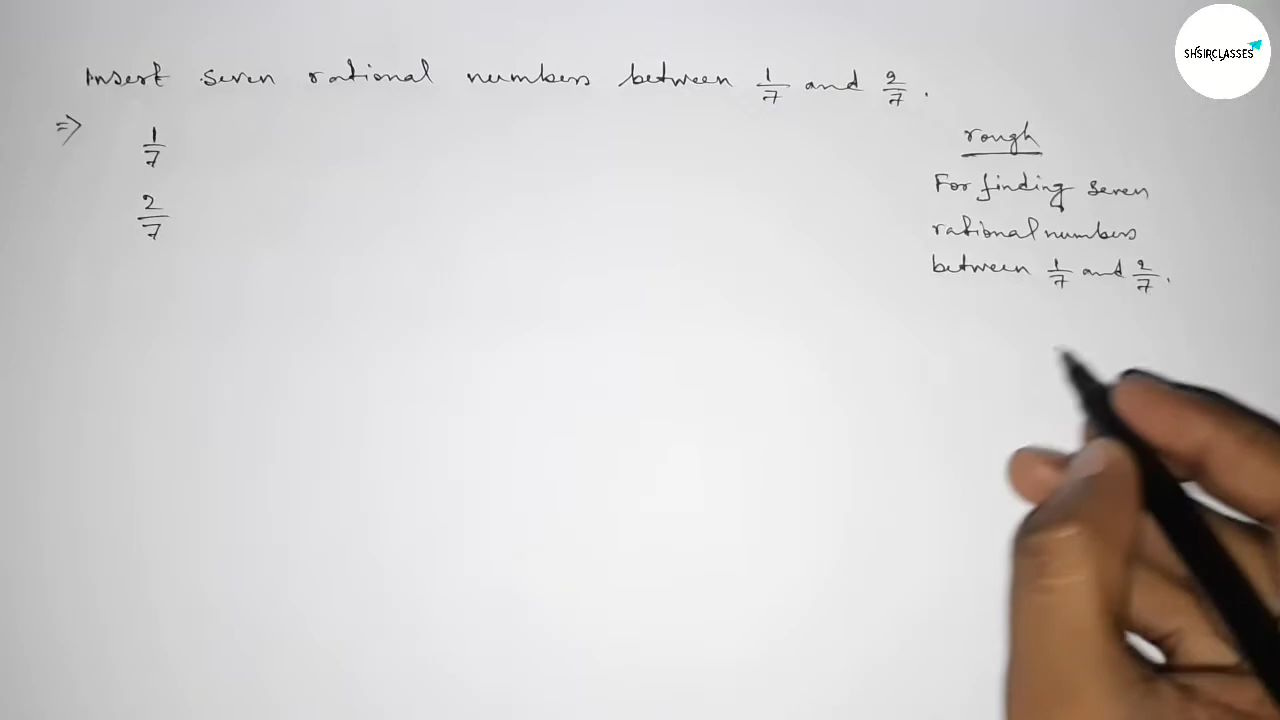 SHSIRCLASSES
Insert seven rational numbers between 1/7 and 2/7.
⇒ 1/7
2/7
rough
For finding seven
rational numbers
between 1/7 and 2/7.